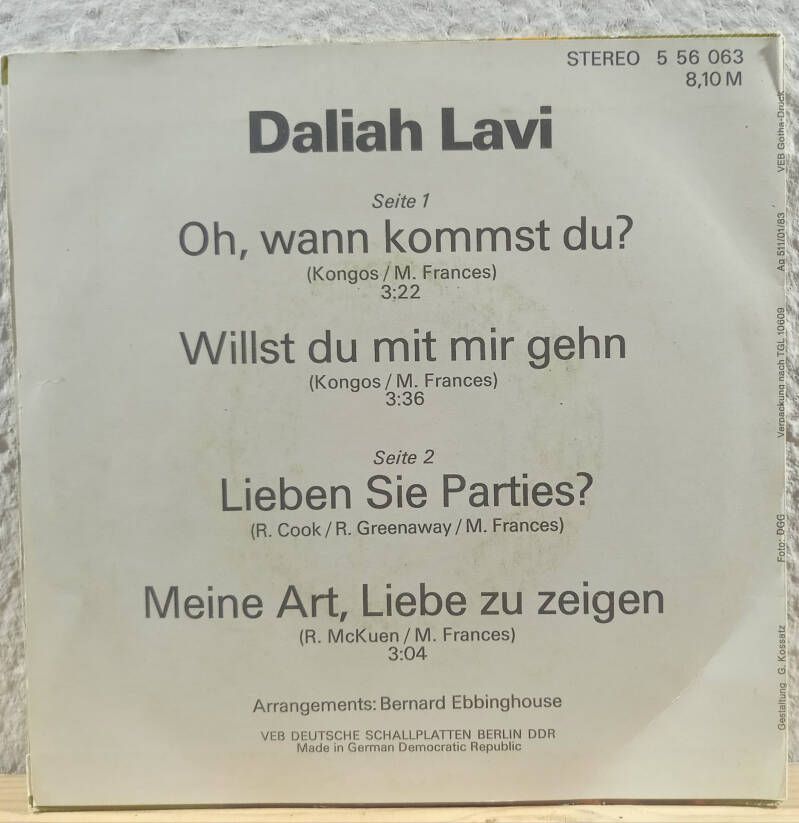 STEREO 5 56 063
8,10 M
Daliah Lavi
Seite 1
Oh, wann kommst du?
(Kongos / M. Frances)
3:22
Willst du mit mir gehn
(Kongos / M. Frances)
3:36
Seite 2
Lieben Sie Parties?
(R. Cook / R. Greenaway / M. Frances)
Meine Art, Liebe zu zeigen
(R. McKuen / M. Frances)
3:04
Arrangements: Bernard Ebbinghouse
VEB DEUTSCHE SCHALLPLATTEN BERLIN DDR
Made in German Democratic Republic
Gestaltung G. Kossatz Foto: DGG Verpackung nach TGL 10609 Ag 511/01/83 VEB Gotha-Druck